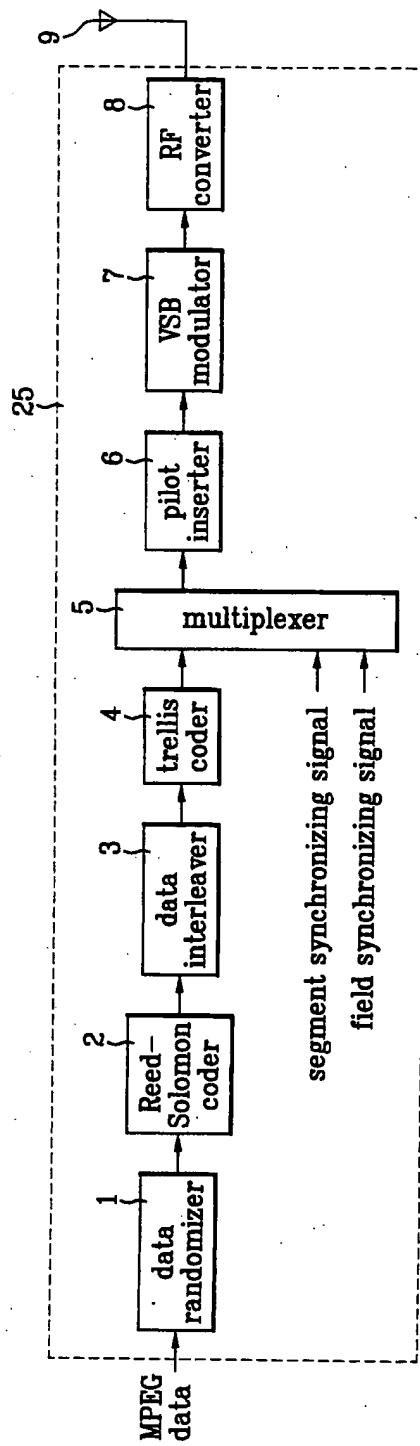 25
MPEG
data
1
data
randomizer
2
Reed-
Solomon
coder
3
data
interleaver
4
trellis
coder
5
multiplexer
segment synchronizing signal
field synchronizing signal
6
pilot
inserter
7
VSB
modulator
8
RF
converter
9